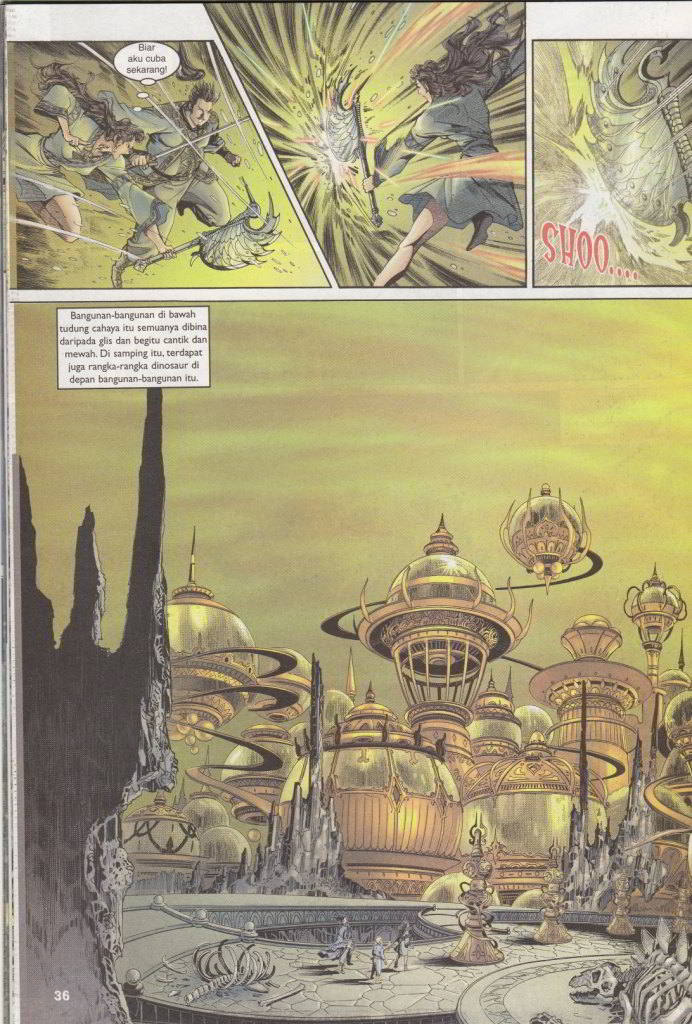 Biar
aku cuba
sekarang!
SHOO....
Bangunan-bangunan di bawah
tudung cahaya itu semuanya dibina
daripada glis dan begitu cantik dan
mewah. Di samping itu, terdapat
juga rangka-rangka dinosaur di
depan bangunan-bangunan itu.
36